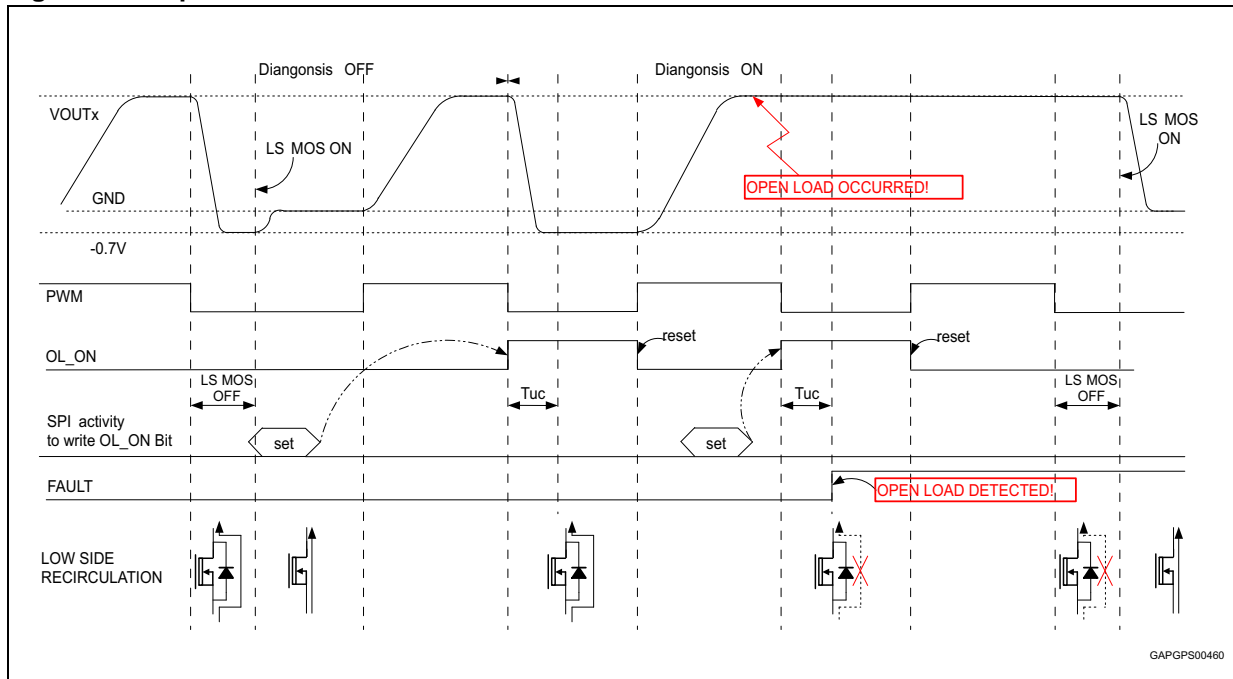 Diangonsis OFF
Diangonsis ON
VOUTx
LS MOS ON
LS MOS
ON
OPEN LOAD OCCURRED!
GND
-0.7V
PWM
OL_ON
reset
reset
LS MOS
OFF
Tuc
Tuc
LS MOS
OFF
SPI activity
to write OL_ON Bit
set
set
FAULT
OPEN LOAD DETECTED!
LOW SIDE
RECIRCULATION
GAPGPS00460